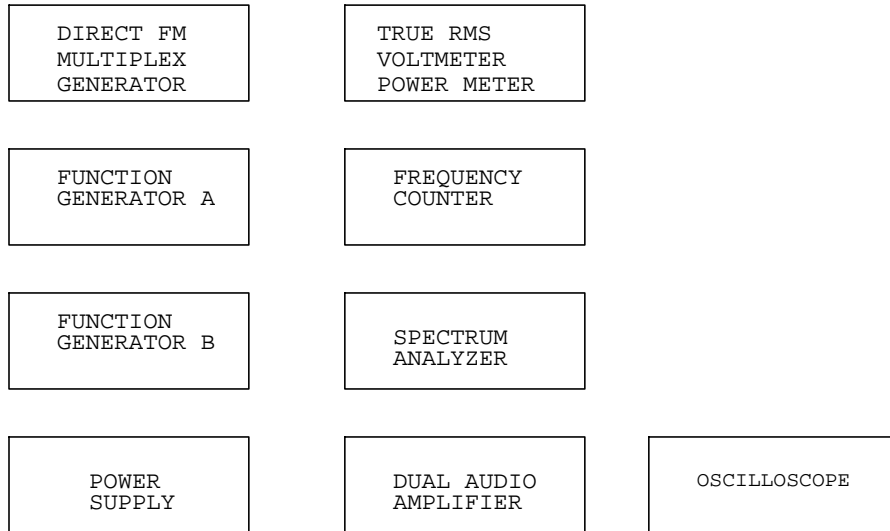 DIRECT FM
MULTIPLEX
GENERATOR
TRUE RMS
VOLTMETER
POWER METER
FUNCTION
GENERATOR A
FREQUENCY
COUNTER
FUNCTION
GENERATOR B
SPECTRUM
ANALYZER
POWER
SUPPLY
DUAL AUDIO
AMPLIFIER
OSCILLOSCOPE